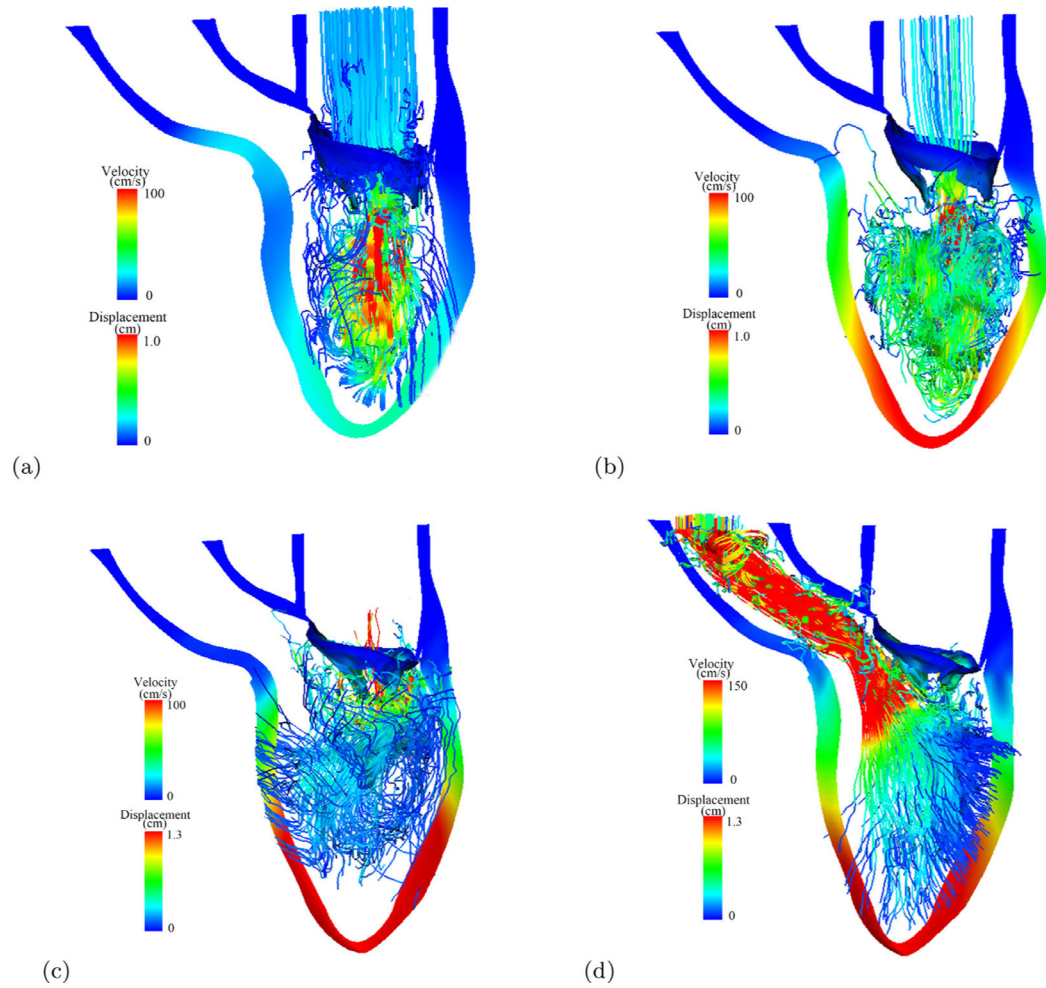 Velocity
(cm/s)
100
0
Displacement
(cm)
1.0
0
(a)
Velocity
(cm/s)
100
0
Displacement
(cm)
1.0
0
(b)
Velocity
(cm/s)
100
0
Displacement
(cm)
1.3
0
(c)
Velocity
(cm/s)
150
0
Displacement
(cm)
1.3
0
(d)